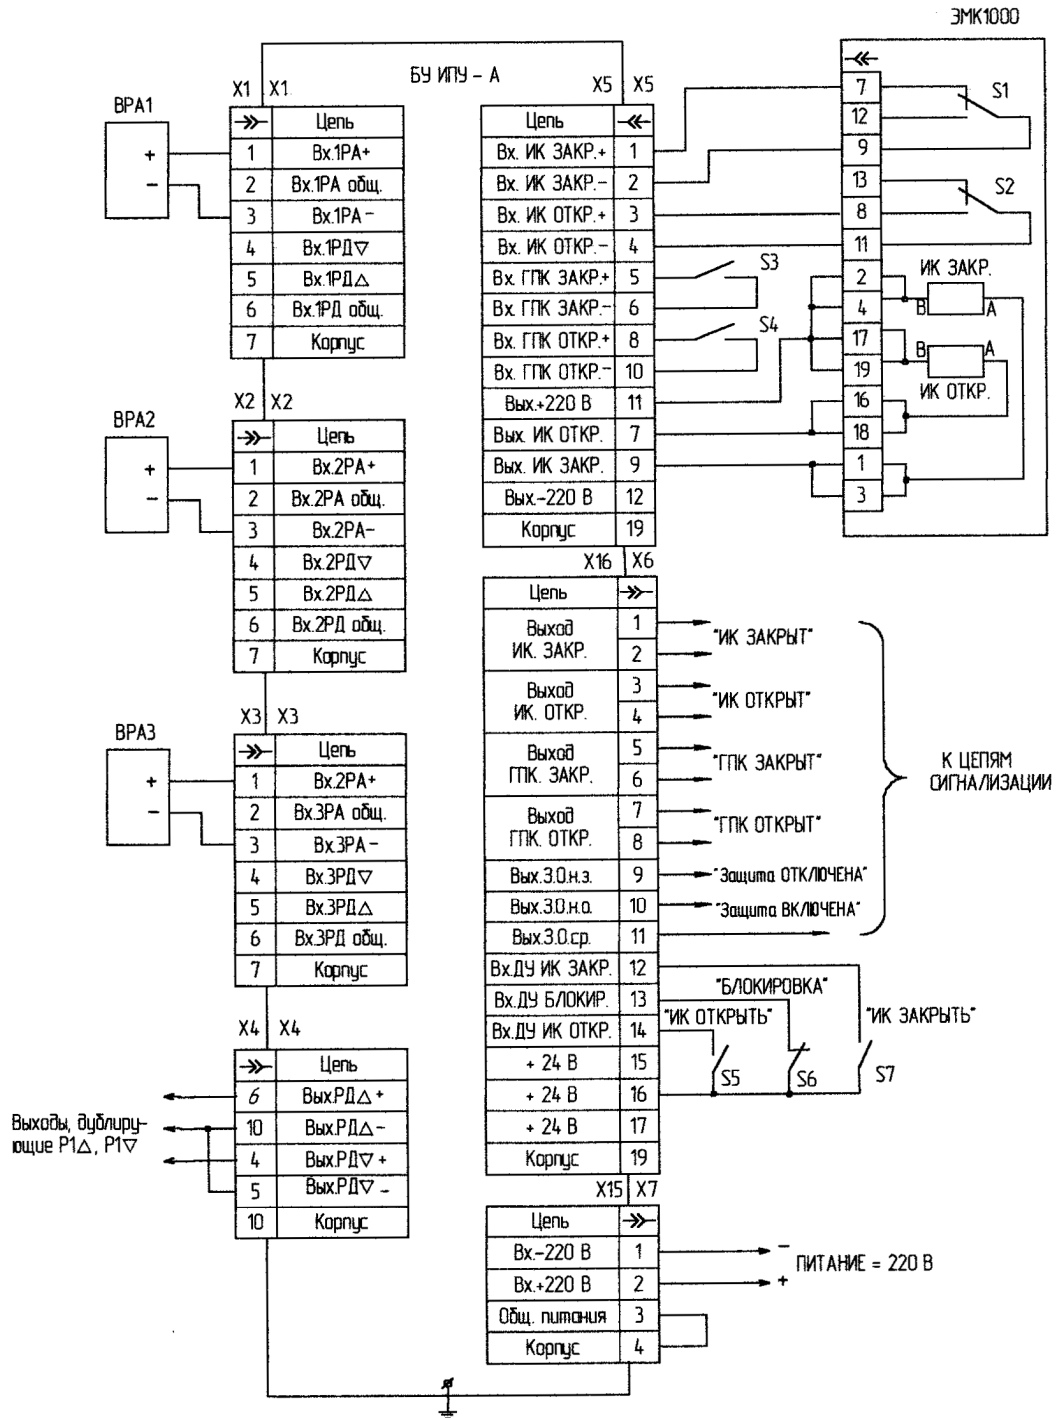 ЭМК1000
БУ ИПУ – А
X1 X1
X5 X5
ВРА1
+
–
Цепь
1 Вх.1РА+
2 Вх.1РА общ.
3 Вх.1РА–
4 Вх.1РД▽
5 Вх.1РД△
6 Вх.1РД общ.
7 Корпус
X2 X2
ВРА2
+
–
Цепь
1 Вх.2РА+
2 Вх.2РА общ.
3 Вх.2РА–
4 Вх.2РД▽
5 Вх.2РД△
6 Вх.2РД общ.
7 Корпус
X3 X3
ВРА3
+
–
Цепь
1 Вх.2РА+
2 Вх.3РА общ.
3 Вх.3РА–
4 Вх.3РД▽
5 Вх.3РД△
6 Вх.3РД общ.
7 Корпус
X4 X4
Цепь
6 Вых.РД△+
10 Вых.РД△–
4 Вых.РД▽+
5 Вых.РД▽–
10 Корпус
Выходы, дублиру-
ющие Р1△, Р1▽
Цепь
Вх. ИК ЗАКР.+ 1
Вх. ИК ЗАКР.– 2
Вх. ИК ОТКР.+ 3
Вх. ИК ОТКР.– 4
Вх. ГПК ЗАКР.+ 5
Вх. ГПК ЗАКР.– 6
Вх. ГПК ОТКР.+ 8
Вх. ГПК ОТКР.– 10
Вых.+220 В 11
Вых. ИК ОТКР. 7
Вых. ИК ЗАКР. 9
Вых.–220 В 12
Корпус 19
S3
S4
7
12
9
13
8
11
2
4
17
19
16
18
1
3
S1
S2
ИК ЗАКР.
В А
В А
ИК ОТКР.
X16 X6
Цепь
Выход
ИК. ЗАКР.
1
2
"ИК ЗАКРЫТ"
Выход
ИК. ОТКР.
3
4
"ИК ОТКРЫТ"
Выход
ГПК. ЗАКР.
5
6
"ГПК ЗАКРЫТ"
Выход
ГПК. ОТКР.
7
8
"ГПК ОТКРЫТ"
Вых.З.О.н.з. 9 "Защита ОТКЛЮЧЕНА"
Вых.З.О.н.о. 10 "Защита ВКЛЮЧЕНА"
Вых.З.О.ср. 11
К ЦЕПЯМ
СИГНАЛИЗАЦИИ
Вх.ДУ ИК ЗАКР. 12
Вх.ДУ БЛОКИР. 13
Вх.ДУ ИК ОТКР. 14
+ 24 В 15
+ 24 В 16
+ 24 В 17
Корпус 19
"БЛОКИРОВКА"
"ИК ОТКРЫТЬ" "ИК ЗАКРЫТЬ"
S5 S6 S7
X15 X7
Цепь
Вх.–220 В 1 –
Вх.+220 В 2 +
ПИТАНИЕ = 220 В
Общ. питания 3
Корпус 4